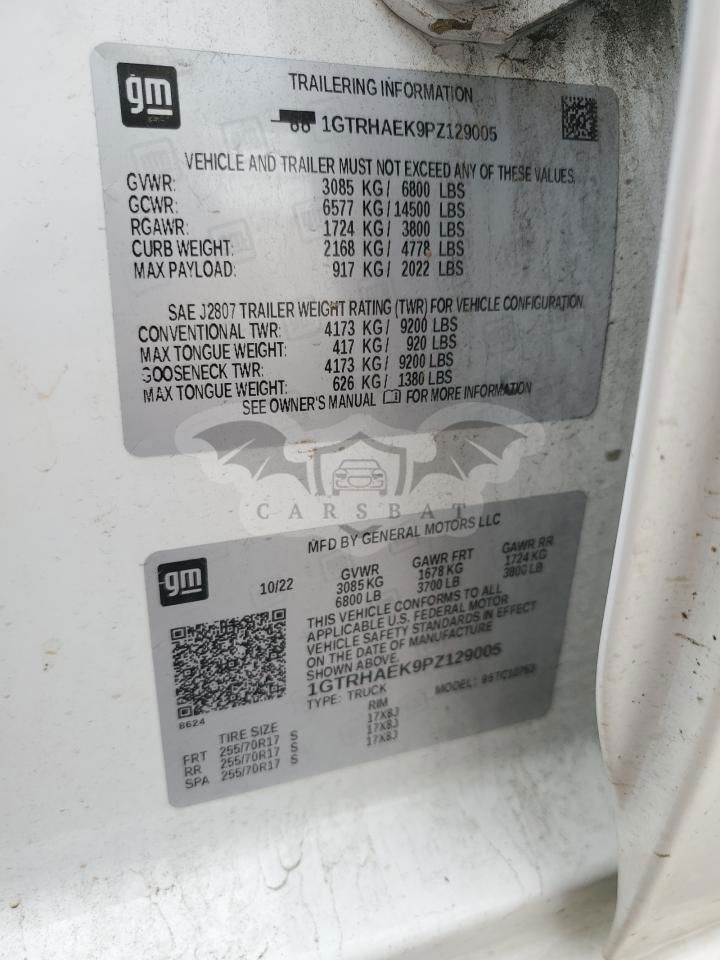 gm
TRAILERING INFORMATION
1GTRHAEK9PZ129005
VEHICLE AND TRAILER MUST NOT EXCEED ANY OF THESE VALUES.
GVWR: 3085 KG/ 6800 LBS
GCWR: 6577 KG/14500 LBS
RGAWR: 1724 KG/ 3800 LBS
CURB WEIGHT: 2168 KG/ 4778 LBS
MAX PAYLOAD: 917 KG/ 2022 LBS
SAE J2807 TRAILER WEIGHT RATING (TWR) FOR VEHICLE CONFIGURATION
CONVENTIONAL TWR: 4173 KG/ 9200 LBS
MAX TONGUE WEIGHT: 417 KG/ 920 LBS
GOOSENECK TWR: 4173 KG/ 9200 LBS
MAX TONGUE WEIGHT: 626 KG/ 1380 LBS
SEE OWNER'S MANUAL FOR MORE INFORMATION
CARSBAT
MFD BY GENERAL MOTORS LLC
gm
10/22
GVWR GAWR FRT GAWR RR
3085 KG 1678 KG 1724 KG
6800 LB 3700 LB 3800 LB
THIS VEHICLE CONFORMS TO ALL
APPLICABLE U.S. FEDERAL MOTOR
VEHICLE SAFETY STANDARDS IN EFFECT
ON THE DATE OF MANUFACTURE
SHOWN ABOVE.
1GTRHAEK9PZ129005
TYPE: TRUCK MODEL:
8624
TIRE SIZE RIM
FRT 255/70R17 S 17X8J
RR 255/70R17 S 17X8J
SPA 255/70R17 S 17X8J